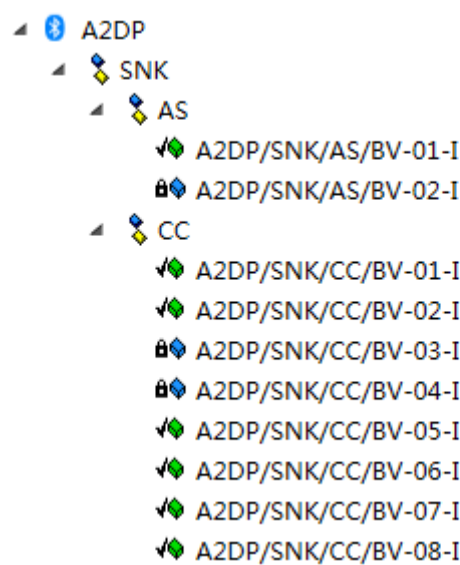 A2DP
SNK
AS
A2DP/SNK/AS/BV-01-I
A2DP/SNK/AS/BV-02-I
CC
A2DP/SNK/CC/BV-01-I
A2DP/SNK/CC/BV-02-I
A2DP/SNK/CC/BV-03-I
A2DP/SNK/CC/BV-04-I
A2DP/SNK/CC/BV-05-I
A2DP/SNK/CC/BV-06-I
A2DP/SNK/CC/BV-07-I
A2DP/SNK/CC/BV-08-I